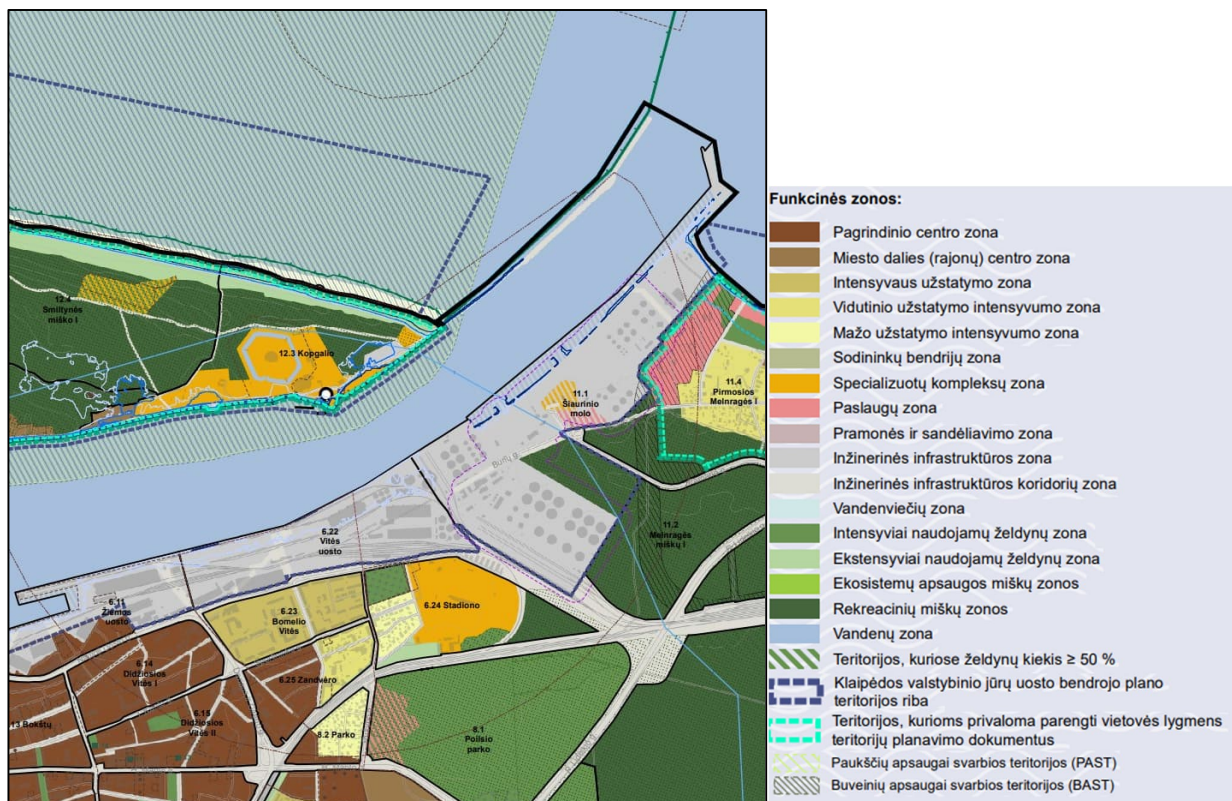 12.4
Smiltynės
miško I
12.3 Kopgalio
11.1
Šiaurinio
molo
11.4
Pirmosios
Melnragės I
Burių g.
11.2
Melnragės
miškų I
6.22
Vitės
uosto
6.11
Žiemos
uosto
6.23
Bomelio
Vitės
6.24 Stadiono
6.14
Didžiosios
Vitės I
6.25 Zandvėro
6.15
Didžiosios
Vitės II
13 Bokštų
8.2 Parko
8.1
Poilsio
parko
Funkcinės zonos:
Pagrindinio centro zona
Miesto dalies (rajonų) centro zona
Intensyvaus užstatymo zona
Vidutinio užstatymo intensyvumo zona
Mažo užstatymo intensyvumo zona
Sodininkų bendrijų zona
Specializuotų kompleksų zona
Paslaugų zona
Pramonės ir sandėliavimo zona
Inžinerinės infrastruktūros zona
Inžinerinės infrastruktūros koridorių zona
Vandenviečių zona
Intensyviai naudojamų želdynų zona
Ekstensyviai naudojamų želdynų zona
Ekosistemų apsaugos miškų zonos
Rekreacinių miškų zonos
Vandenų zona
Teritorijos, kuriose želdynų kiekis ≥ 50 %
Klaipėdos valstybinio jūrų uosto bendrojo plano
teritorijos riba
Teritorijos, kurioms privaloma parengti vietovės lygmens
teritorijų planavimo dokumentus
Paukščių apsaugai svarbios teritorijos (PAST)
Buveinių apsaugai svarbios teritorijos (BAST)